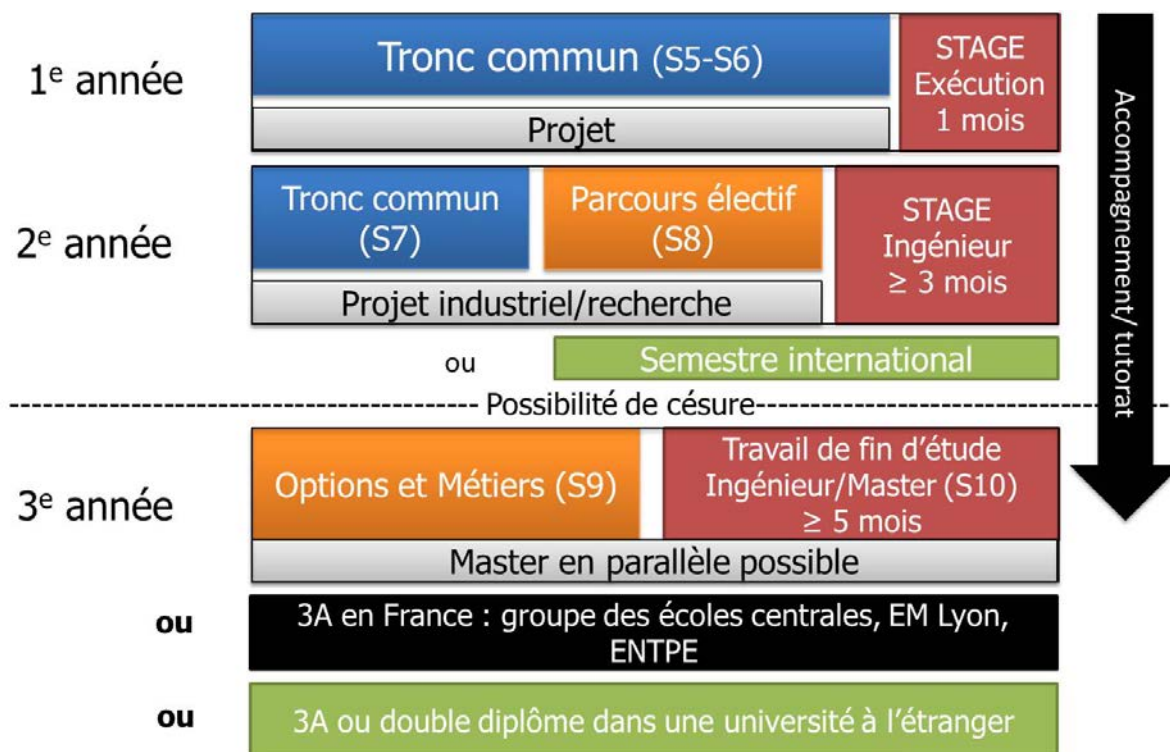 1e année
Tronc commun (S5-S6)
Projet
STAGE
Exécution
1 mois
2e année
Tronc commun
(S7)
Parcours électif
(S8)
Projet industriel/recherche
STAGE
Ingénieur
≥ 3 mois
ou
Semestre international
Possibilité de césure
3e année
Options et Métiers (S9)
Travail de fin d'étude
Ingénieur/Master (S10)
≥ 5 mois
Master en parallèle possible
ou
3A en France : groupe des écoles centrales, EM Lyon,
ENTPE
ou
3A ou double diplôme dans une université à l'étranger
Accompagnement/ tutorat